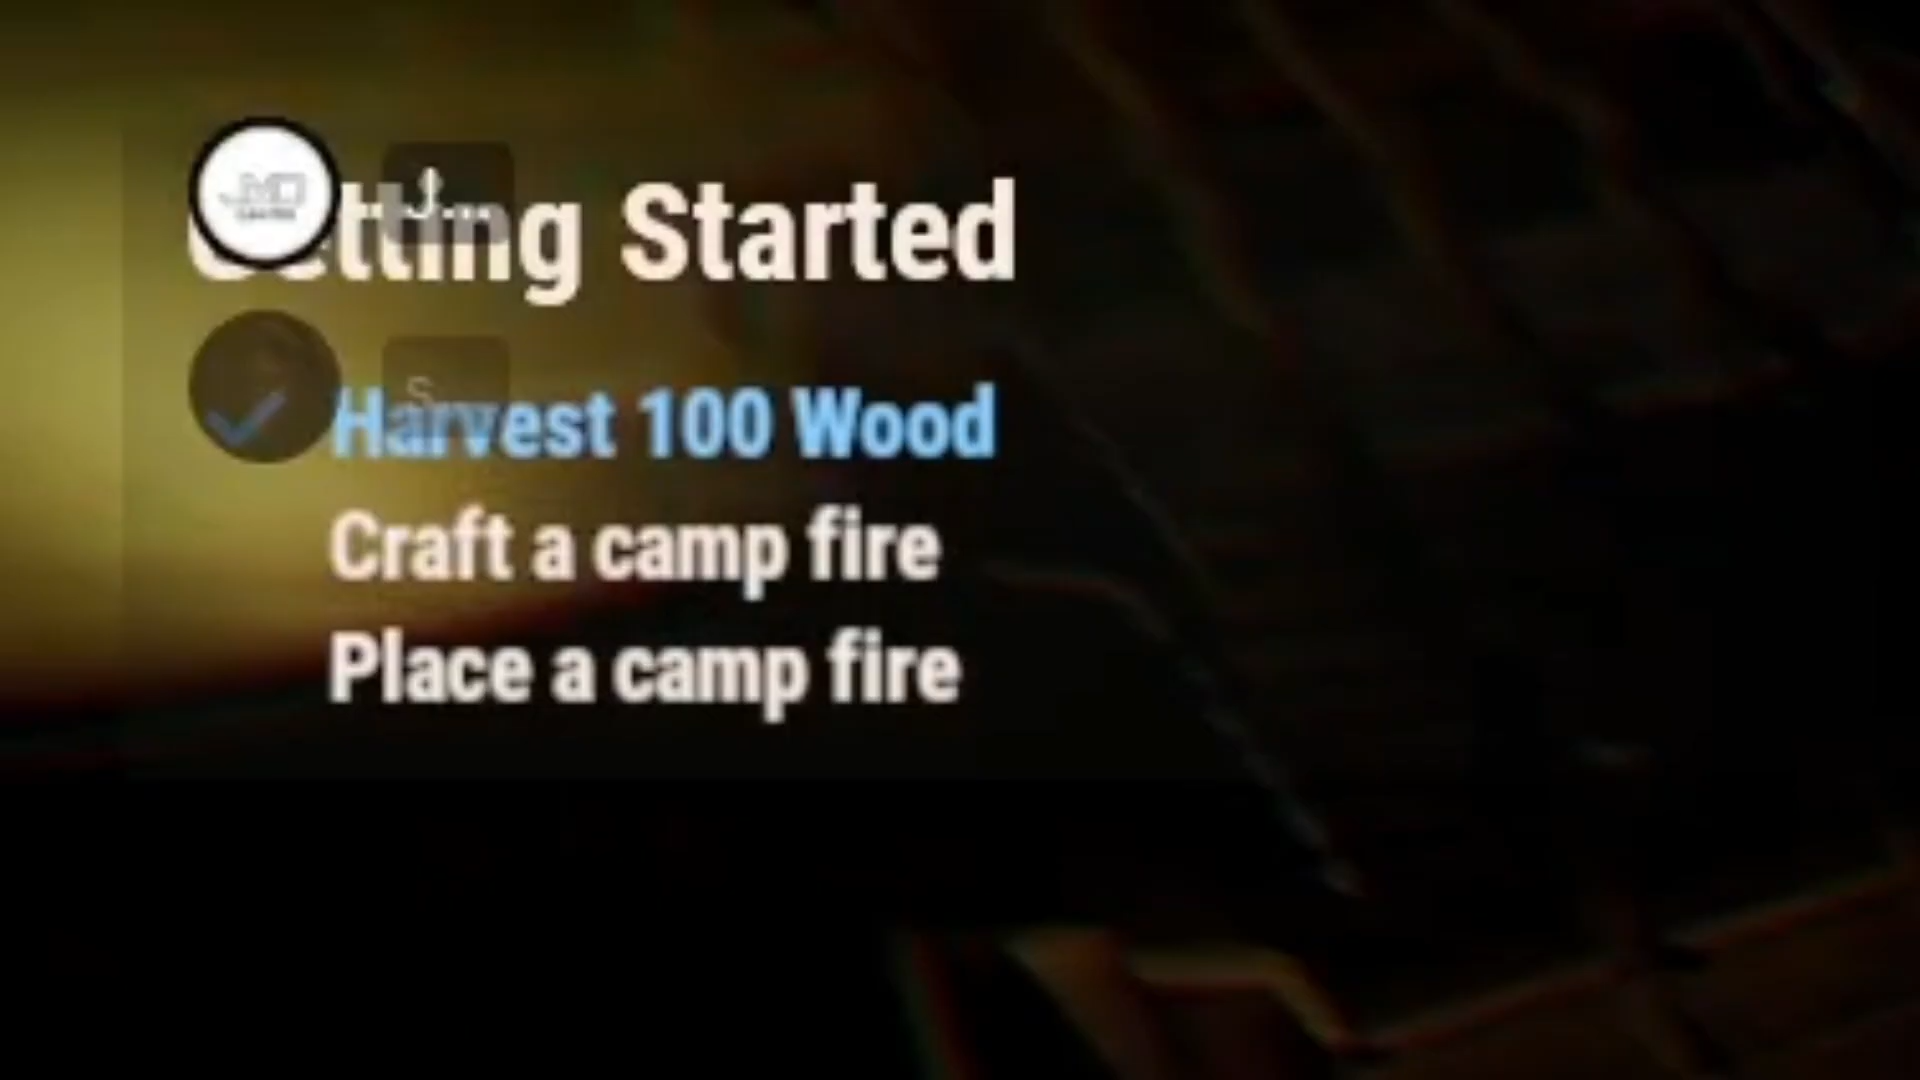 Getting Started
J...
S...
Harvest 100 Wood
Craft a camp fire
Place a camp fire